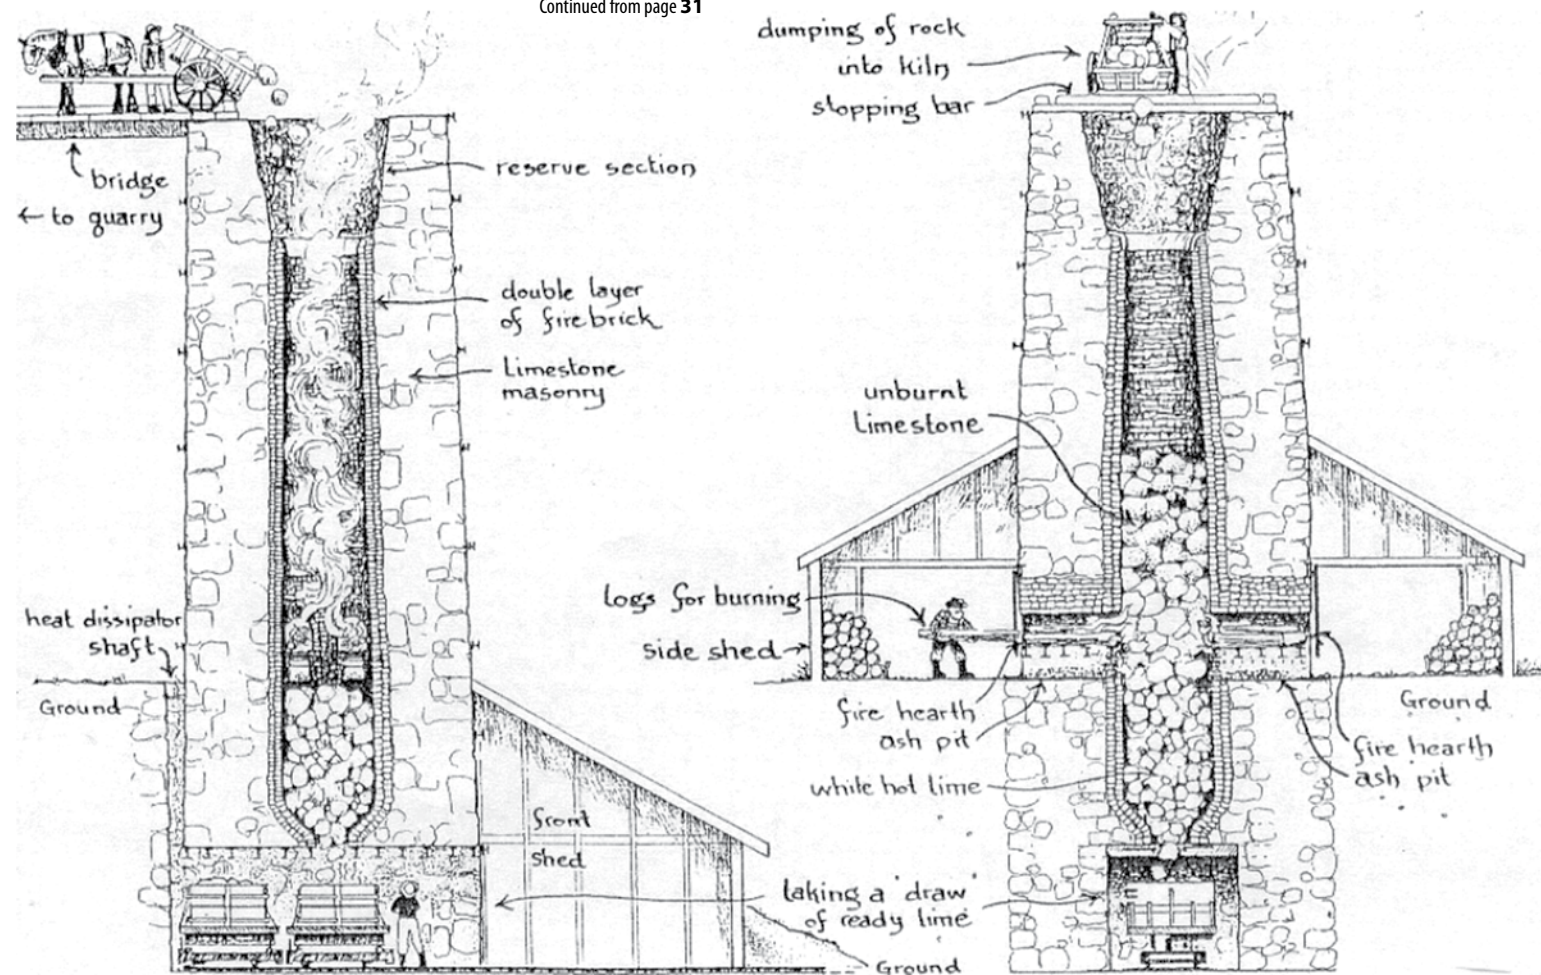 Continued from page 31
bridge
← to quarry
reserve section
double layer
of firebrick
Limestone
masonry
heat dissipator
shaft
Ground
front
shed
dumping of rock
into kiln
stopping bar
unburnt
Limestone
logs for burning
side shed
fire hearth
ash pit
white hot lime
taking a 'draw'
of ready lime
Ground
Ground
fire hearth
ash pit